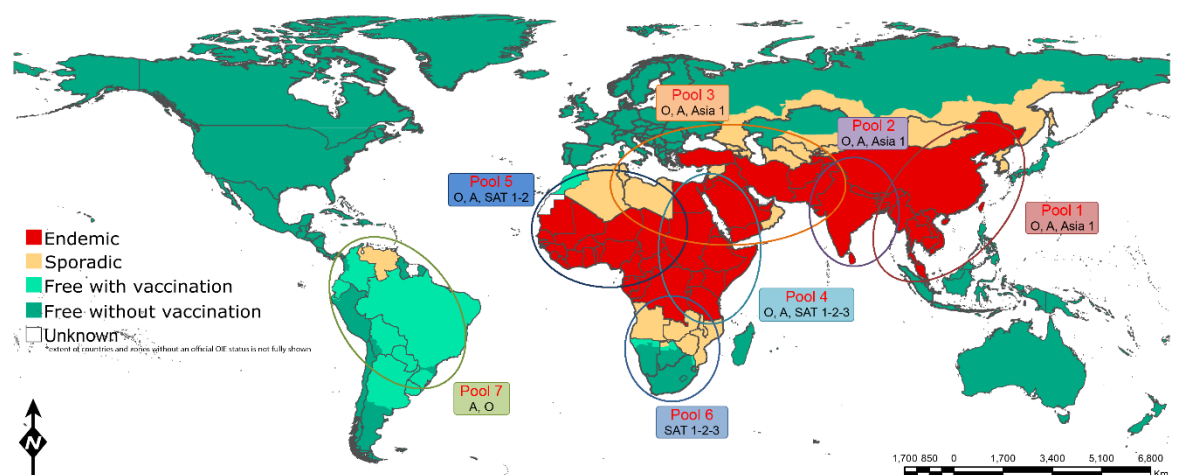 Pool 3
O, A, Asia 1
Pool 2
O, A, Asia 1
Pool 5
O, A, SAT 1-2
Pool 1
O, A, Asia 1
Endemic
Sporadic
Free with vaccination
Free without vaccination
Unknown
*extent of countries and zones without an official OIE status is not fully shown
Pool 4
O, A, SAT 1-2-3
Pool 7
A, O
Pool 6
SAT 1-2-3
N
1,700 850 0 1,700 3,400 5,100 6,800
Km